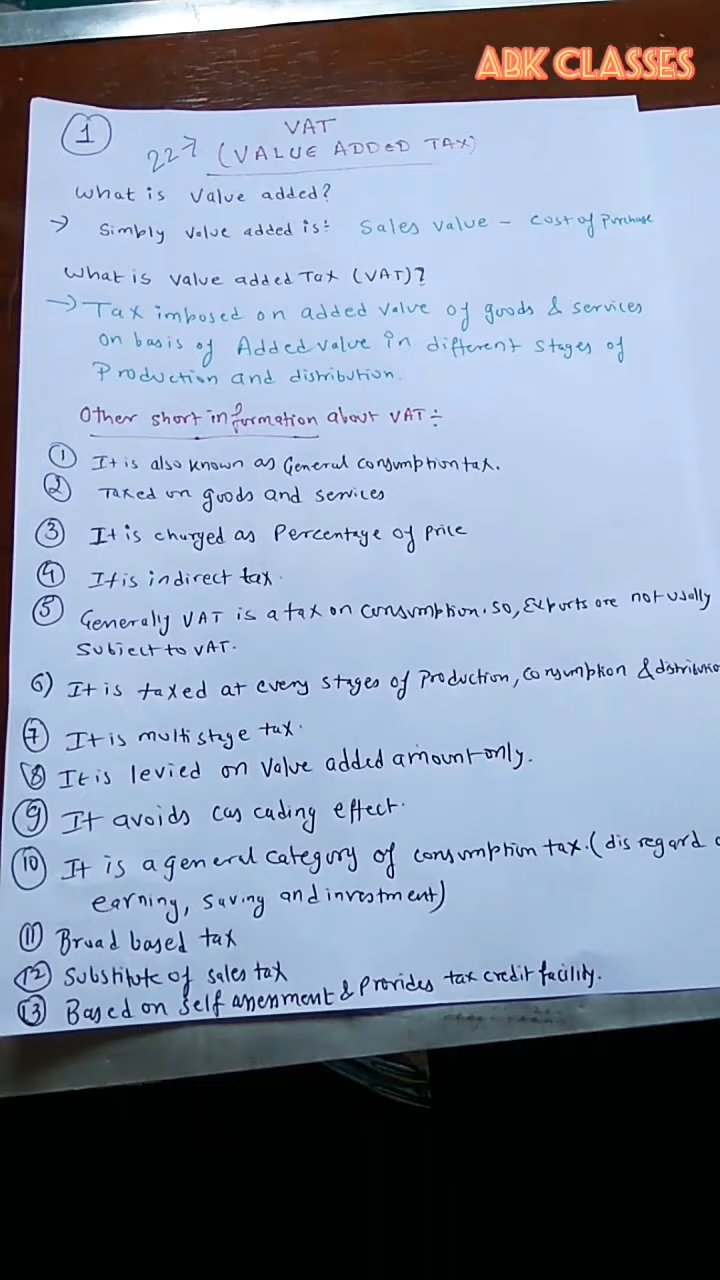 ABK CLASSES
① VAT
227 (VALUE ADDED TAX)
What is Value added?
→ Simbly value added is:- Sales value - cost of Purchase
What is value added Tax (VAT)?
→ Tax imbosed on added value of goods & services
on basis of Added value in different stages of
Production and distribution.
Other short information about VAT:-
① It is also known as General consumption tax.
② Taxed on goods and services
③ It is charged as Percentage of price
④ It is indirect tax.
⑤ Generally VAT is a tax on consumption. so, Exports are not usually
subject to VAT.
6) It is taxed at every stages of production, consumption & distribution
⑦ It is multi stage tax.
⑧ It is levied on value added amount only.
⑨ It avoids cas cading effect.
⑩ It is a general category of consumption tax. (dis regard
earning, saving and investment)
⑪ Broad based tax
⑫ Substitute of sales tax
⑬ Based on self assessment & provides tax credit facility.